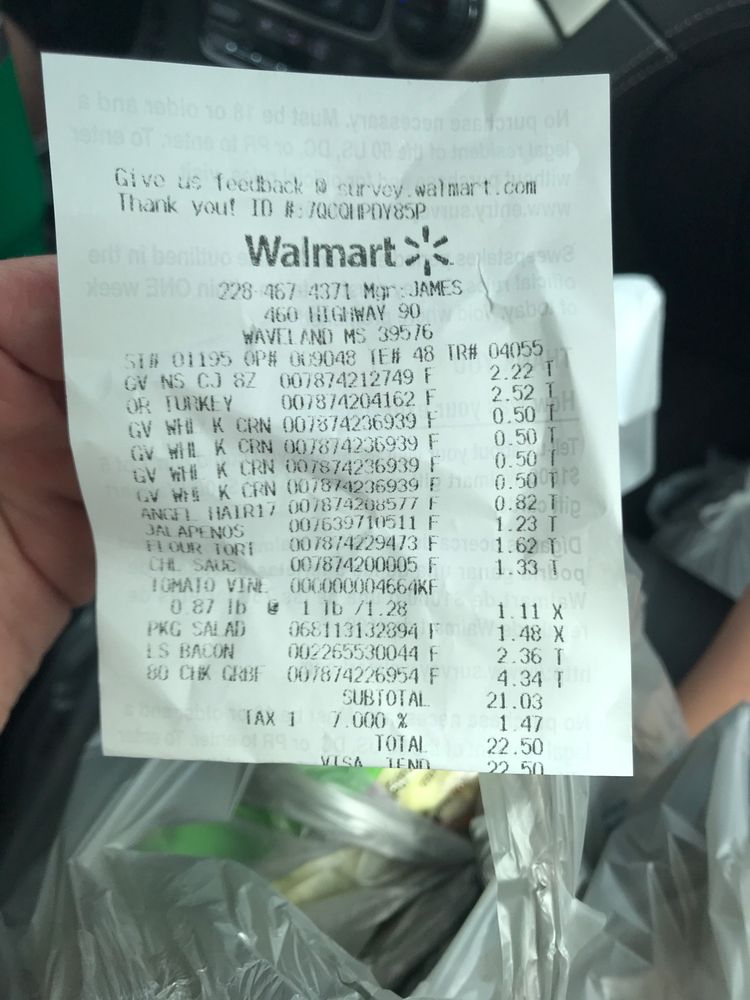 Give us feedback @ survey.walmart.com
Thank you! ID #:7QCQHPDY85P
Walmart
228-467-4371 Mgr:JAMES
460 HIGHWAY 90
WAVELAND MS 39576
ST# 01195 OP# 009048 TE# 48 TR# 04055
GV NS CJ 8Z 007874212749 F 2.22 T
OR TURKEY 007874204162 F 2.52 T
GV WHL K CRN 007874236939 F 0.50 T
GV WHL K CRN 007874236939 F 0.50 T
GV WHL K CRN 007874236939 F 0.50 T
GV WHL K CRN 007874236939 F 0.50 T
ANGEL HAIR17 007874208577 F 0.82 T
JALAPENOS 007639710511 F 1.23 T
FLOUR TORT 007874229473 F 1.62 T
CHL SAUC 007874200005 F 1.33 T
TOMATO VINE 000000004664KF
0.87 lb @ 1 lb /1.28 1.11 X
PKG SALAD 068113132894 F 1.48 X
LS BACON 002265530044 F 2.36 T
80 CHK GRBF 007874226954 F 4.34 T
SUBTOTAL 21.03
TAX 1 7.000 % 1.47
TOTAL 22.50
VISA TEND 22.50